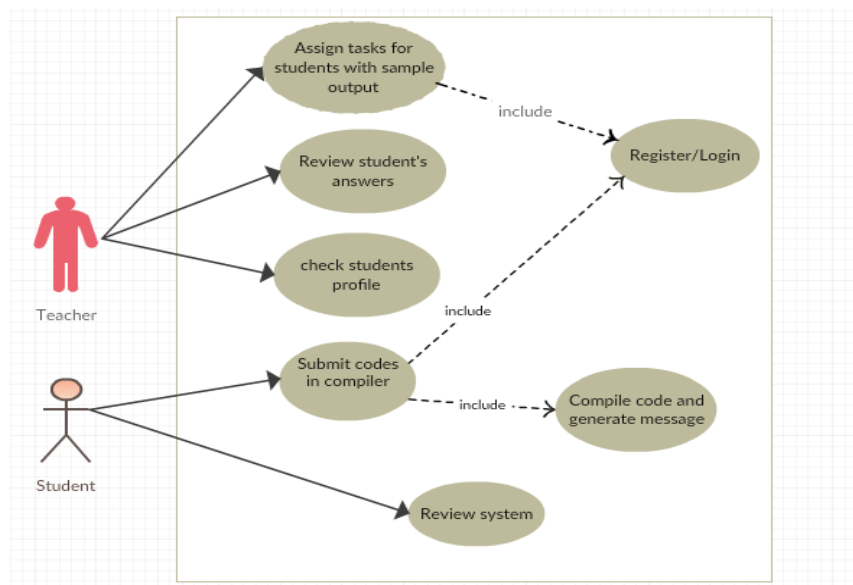 Assign tasks for
students with sample
output
include
Register/Login
Review student's
answers
Teacher
check students
profile
include
Submit codes
in compiler
include
Compile code and
generate message
Student
Review system